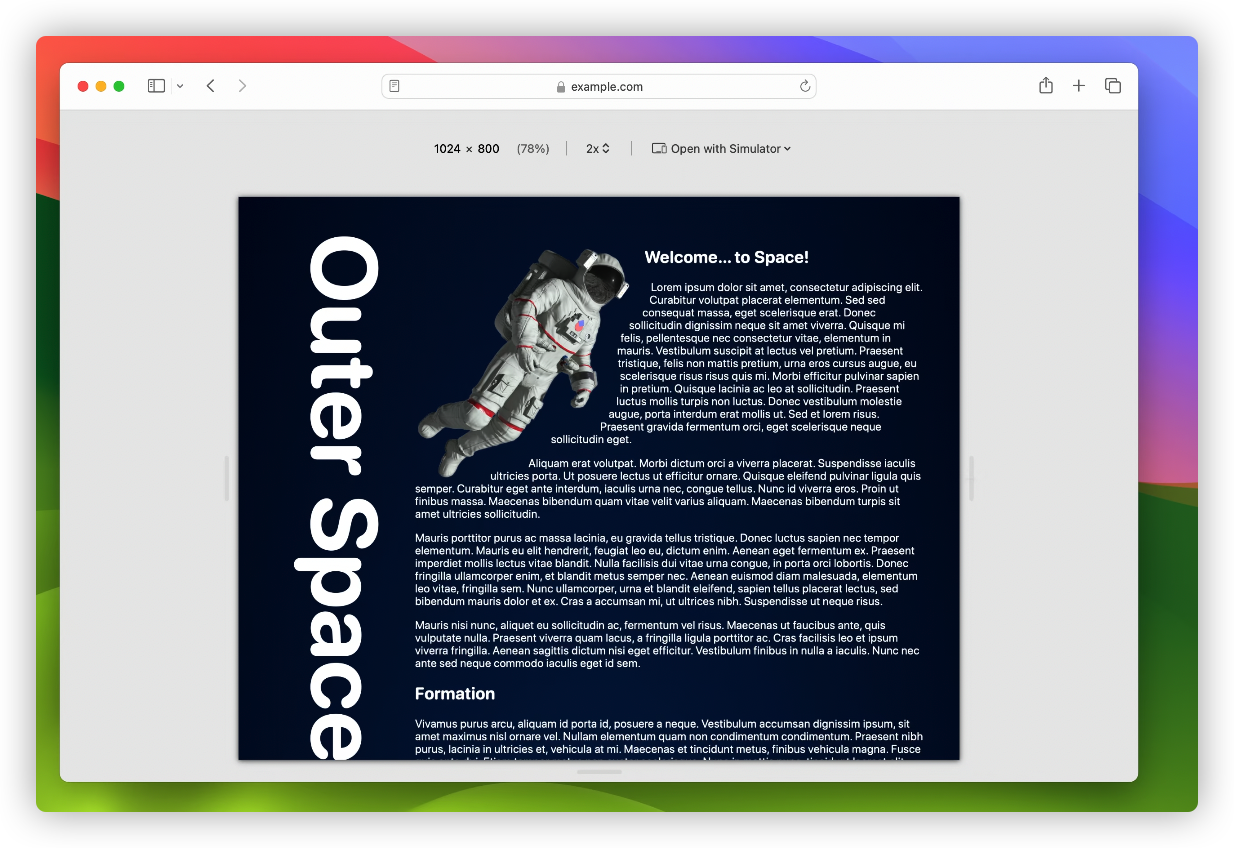 example.com
1024 × 800 (78%) 2x Open with Simulator
Outer Space
Welcome... to Space!
Lorem ipsum dolor sit amet, consectetur adipiscing elit.
Curabitur volutpat placerat elementum. Sed sed
consequat massa, eget scelerisque erat. Donec
sollicitudin dignissim neque sit amet viverra. Quisque mi
felis, pellentesque nec consectetur vitae, elementum in
mauris. Vestibulum suscipit at lectus vel pretium. Praesent
tristique, felis non mattis pretium, urna eros cursus augue, eu
scelerisque risus risus quis mi. Morbi efficitur pulvinar sapien
in pretium. Quisque lacinia ac leo at sollicitudin. Praesent
luctus mollis turpis non luctus. Donec vestibulum molestie
augue, porta interdum erat mollis ut. Sed et lorem risus.
Praesent gravida fermentum orci, eget scelerisque neque
sollicitudin eget.
Aliquam erat volutpat. Morbi dictum orci a viverra placerat. Suspendisse iaculis
ultricies porta. Ut posuere lectus ut efficitur ornare. Quisque eleifend pulvinar ligula quis
semper. Curabitur eget ante interdum, iaculis urna nec, congue tellus. Nunc id viverra eros. Proin ut
finibus massa. Maecenas bibendum quam vitae velit varius aliquam. Maecenas bibendum turpis sit
amet ultricies sollicitudin.
Mauris porttitor purus ac massa lacinia, eu gravida tellus tristique. Donec luctus sapien nec tempor
elementum. Mauris eu elit hendrerit, feugiat leo eu, dictum enim. Aenean eget fermentum ex. Praesent
imperdiet mollis lectus vitae blandit. Nulla facilisis dui vitae urna congue, in porta orci lobortis. Donec
fringilla ullamcorper enim, et blandit metus semper nec. Aenean euismod diam malesuada, elementum
leo vitae, fringilla sem. Nunc ullamcorper, urna et blandit eleifend, sapien tellus placerat lectus, sed
bibendum mauris dolor et ex. Cras a accumsan mi, ut ultrices nibh. Suspendisse ut neque risus.
Mauris nisi nunc, aliquet eu sollicitudin ac, fermentum vel risus. Maecenas ut faucibus ante, quis
vulputate nulla. Praesent viverra quam lacus, a fringilla ligula porttitor ac. Cras facilisis leo et ipsum
viverra fringilla. Aenean sagittis dictum nisi eget efficitur. Vestibulum finibus in nulla a iaculis. Nunc nec
ante sed neque commodo iaculis eget id sem.
Formation
Vivamus purus arcu, aliquam id porta id, posuere a neque. Vestibulum accumsan dignissim ipsum, sit
amet maximus nisl ornare vel. Nullam elementum quam non condimentum condimentum. Praesent nibh
purus, lacinia in ultricies et, vehicula at mi. Maecenas et tincidunt metus, finibus vehicula magna. Fusce